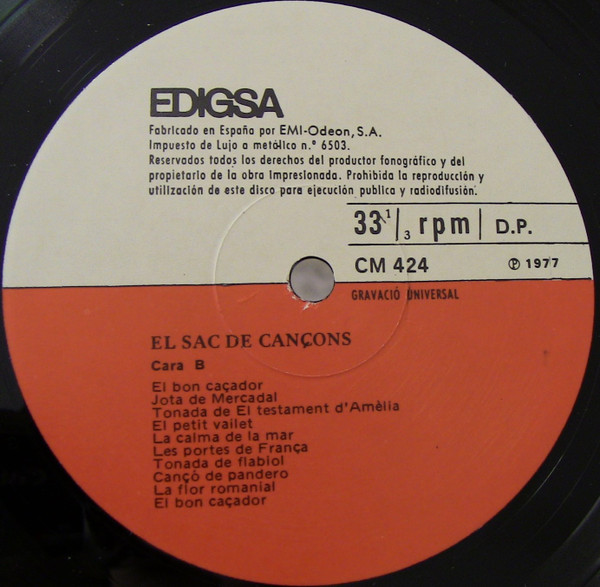 EDIGSA
Fabricado en España por EMI-Odeon, S.A.
Impuesto de Lujo a metálico n.º 6503.
Reservados todos los derechos del productor fonográfico y del
propietario de la obra impresionada. Prohibida la reproducción y
utilización de este disco para ejecución publica y radiodifusión.
33 1/3 rpm | D.P.
CM 424 ℗ 1977
GRAVACIÓ UNIVERSAL
EL SAC DE CANÇONS
Cara B
El bon caçador
Jota de Mercadal
Tonada de El testament d'Amèlia
El petit vailet
La calma de la mar
Les portes de França
Tonada de flabiol
Cançò de pandero
La flor romanial
El bon caçador